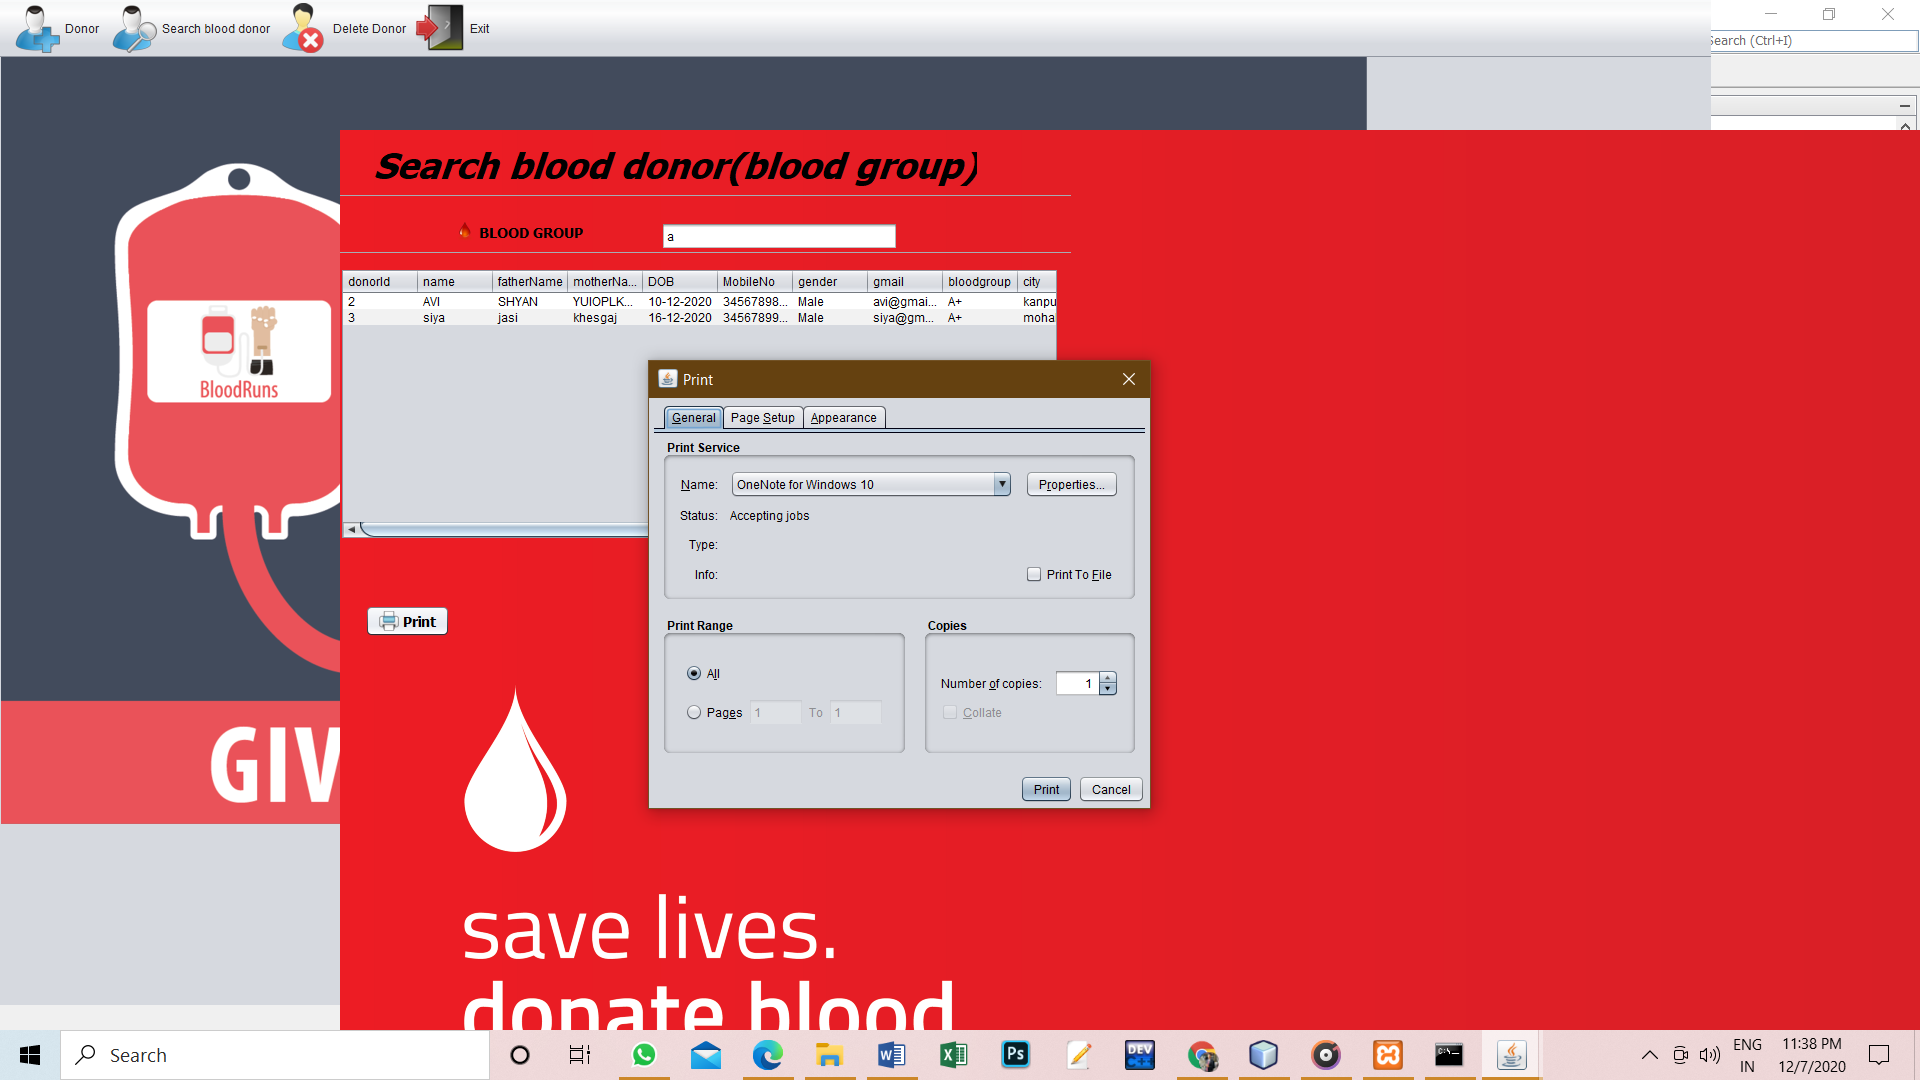 Donor Search blood donor Delete Donor Exit
Search (Ctrl+I)
Search blood donor(blood group)
BLOOD GROUP a
donorId name fatherName motherNa... DOB MobileNo gender gmail bloodgroup city
2 AVI SHYAN YUIOPLK... 10-12-2020 34567898... Male avi@gmai... A+ kanpu
3 siya jasi khesgaj 16-12-2020 34567899... Male siya@gm... A+ moha
BloodRuns
Print
General Page Setup Appearance
Print Service
Name: OneNote for Windows 10 Properties...
Status: Accepting jobs
Type:
Info: Print To File
Print
Print Range Copies
All
Number of copies: 1
Pages 1 To 1 Collate
Print Cancel
GIV
save lives.
donate blood
Search
Ps
DEV C++
C:\_
ENG
IN
11:38 PM
12/7/2020